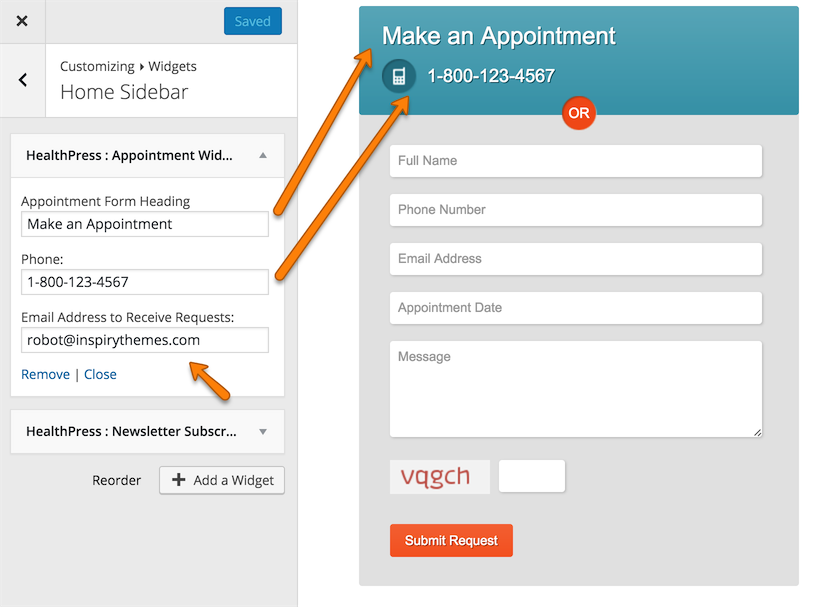 Saved
Customizing ▸ Widgets
Home Sidebar
HealthPress : Appointment Wid...
Appointment Form Heading
Make an Appointment
Phone:
1-800-123-4567
Email Address to Receive Requests:
robot@inspirythemes.com
Remove | Close
HealthPress : Newsletter Subscr...
Reorder
Add a Widget
Make an Appointment
1-800-123-4567
OR
Full Name
Phone Number
Email Address
Appointment Date
Message
vqgch
Submit Request